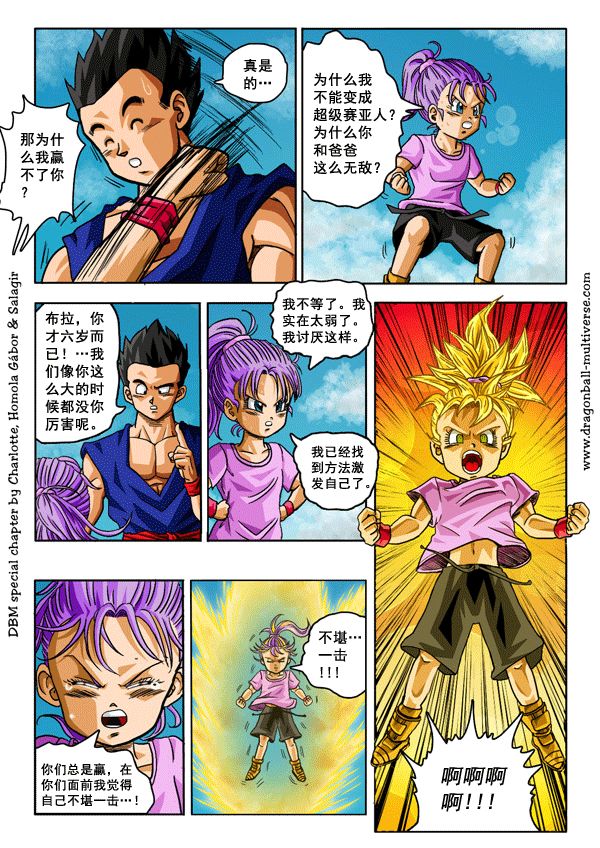 真是
的…
那为什
么我赢
不了你
？
为什么我
不能变成
超级赛亚人？
为什么你
和爸爸
这么无敌？
布拉，你
才六岁而
已！…我
们像你这
么大的时
候都没你
厉害呢。
我不等了。我
实在太弱了。
我讨厌这样。
我已经
找到方法激
发自己了。
你们总是赢，在
你们面前我觉得
自己不堪一击…！
不堪…
一击
！！！
啊啊啊
啊！！！
DBM special chapter by Charlotte, Homola Gábor & Salagir
www.dragonball-multiverse.com